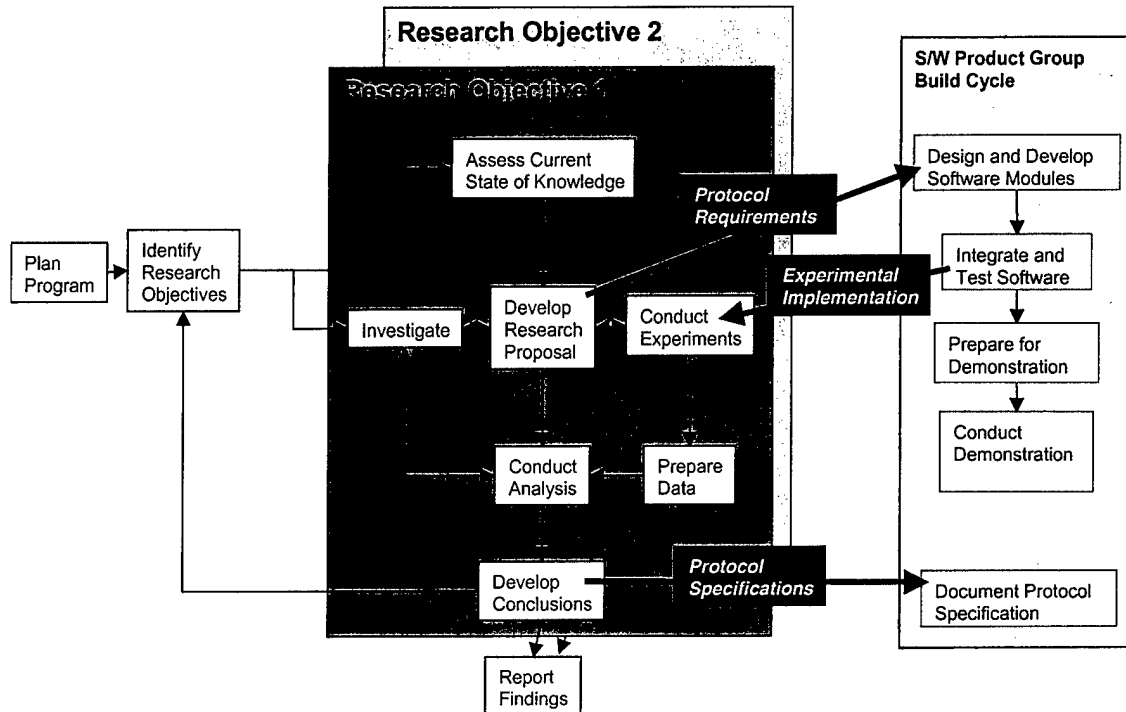 Research Objective 2
Research Objective 1
S/W Product Group
Build Cycle
Assess Current
State of Knowledge
Design and Develop
Software Modules
Protocol
Requirements
Plan
Program
Identify
Research
Objectives
Experimental
Implementation
Integrate and
Test Software
Investigate
Develop
Research
Proposal
Conduct
Experiments
Prepare for
Demonstration
Conduct
Demonstration
Conduct
Analysis
Prepare
Data
Develop
Conclusions
Protocol
Specifications
Document Protocol
Specification
Report
Findings